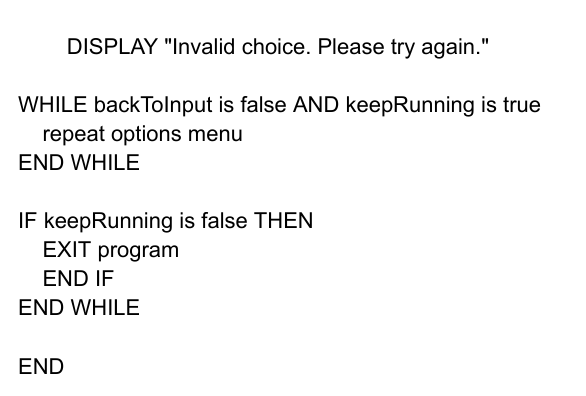 DISPLAY "Invalid choice. Please try again."
WHILE backToInput is false AND keepRunning is true
repeat options menu
END WHILE
IF keepRunning is false THEN
EXIT program
END IF
END WHILE
END